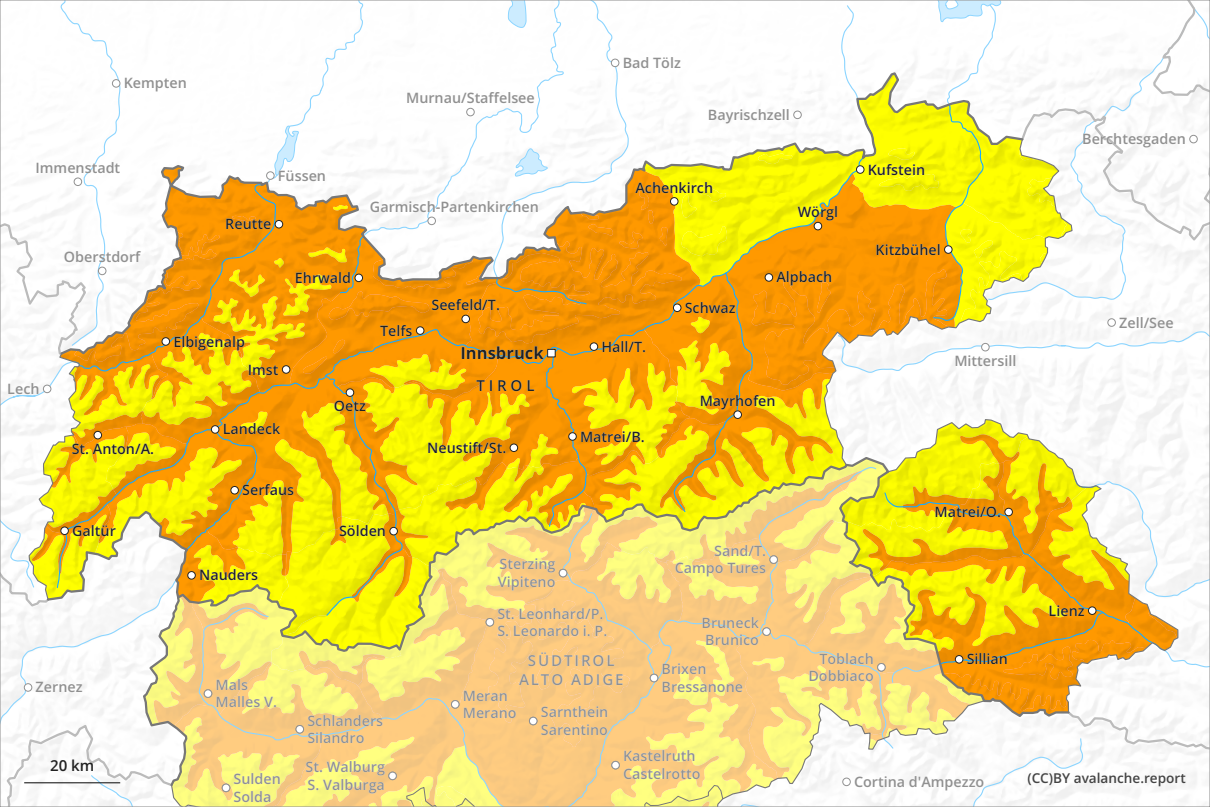 Bad Tölz
Kempten
Murnau/Staffelsee
Bayrischzell
Berchtesgaden
Immenstadt
Füssen
Kufstein
Achenkirch
Garmisch-Partenkirchen
Wörgl
Reutte
Kitzbühel
Oberstdorf
Ehrwald
Alpbach
Seefeld/T.
Schwaz
Zell/See
Telfs
Elbigenalp
Hall/T.
Innsbruck
Mittersill
Imst
TIROL
Lech
Mayrhofen
Oetz
Landeck
Matrei/B.
St. Anton/A.
Neustift/St.
Serfaus
Matrei/O.
Galtür
Sölden
Sand/T.
Campo Tures
Sterzing
Vipiteno
Nauders
Lienz
St. Leonhard/P.
S. Leonardo i. P.
Bruneck
Brunico
SÜDTIROL
ALTO ADIGE
Sillian
Toblach
Dobbiaco
Brixen
Bressanone
Zernez
Mals
Malles V.
Meran
Merano
Sarnthein
Sarentino
Schlanders
Silandro
Kastelruth
Castelrotto
St. Walburg
S. Valburga
20 km
Sulden
Solda
Cortina d'Ampezzo
(CC)BY avalanche.report